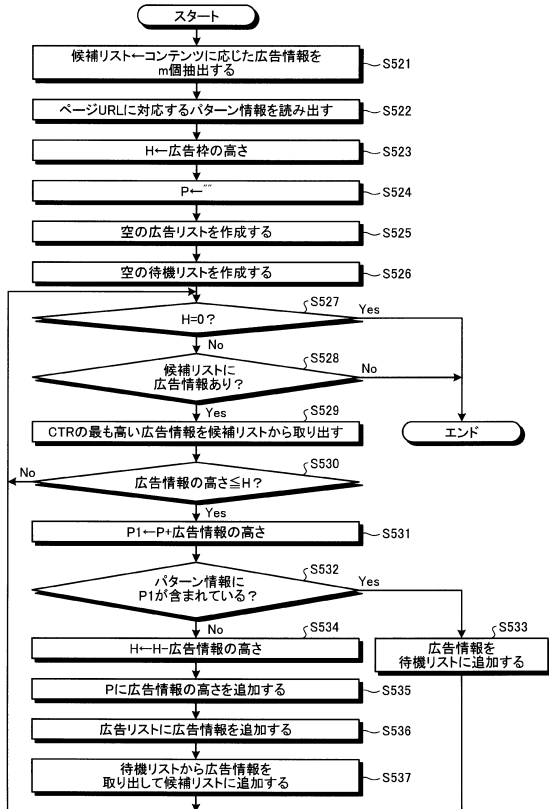 スタート
候補リスト←コンテンツに応じた広告情報を
m個抽出する
S521
ページURLに対応するパターン情報を読み出す
S522
H←広告枠の高さ
S523
P←""
S524
空の広告リストを作成する
S525
空の待機リストを作成する
S526
S527
H=0?
Yes
No
S528
候補リストに
広告情報あり?
No
Yes
S529
CTRの最も高い広告情報を候補リストから取り出す
エンド
S530
No
広告情報の高さ≦H?
Yes
P1←P+広告情報の高さ
S531
S532
パターン情報に
P1が含まれている?
Yes
No
S534
H←H−広告情報の高さ
S533
広告情報を
待機リストに追加する
Pに広告情報の高さを追加する
S535
広告リストに広告情報を追加する
S536
待機リストから広告情報を
取り出して候補リストに追加する
S537